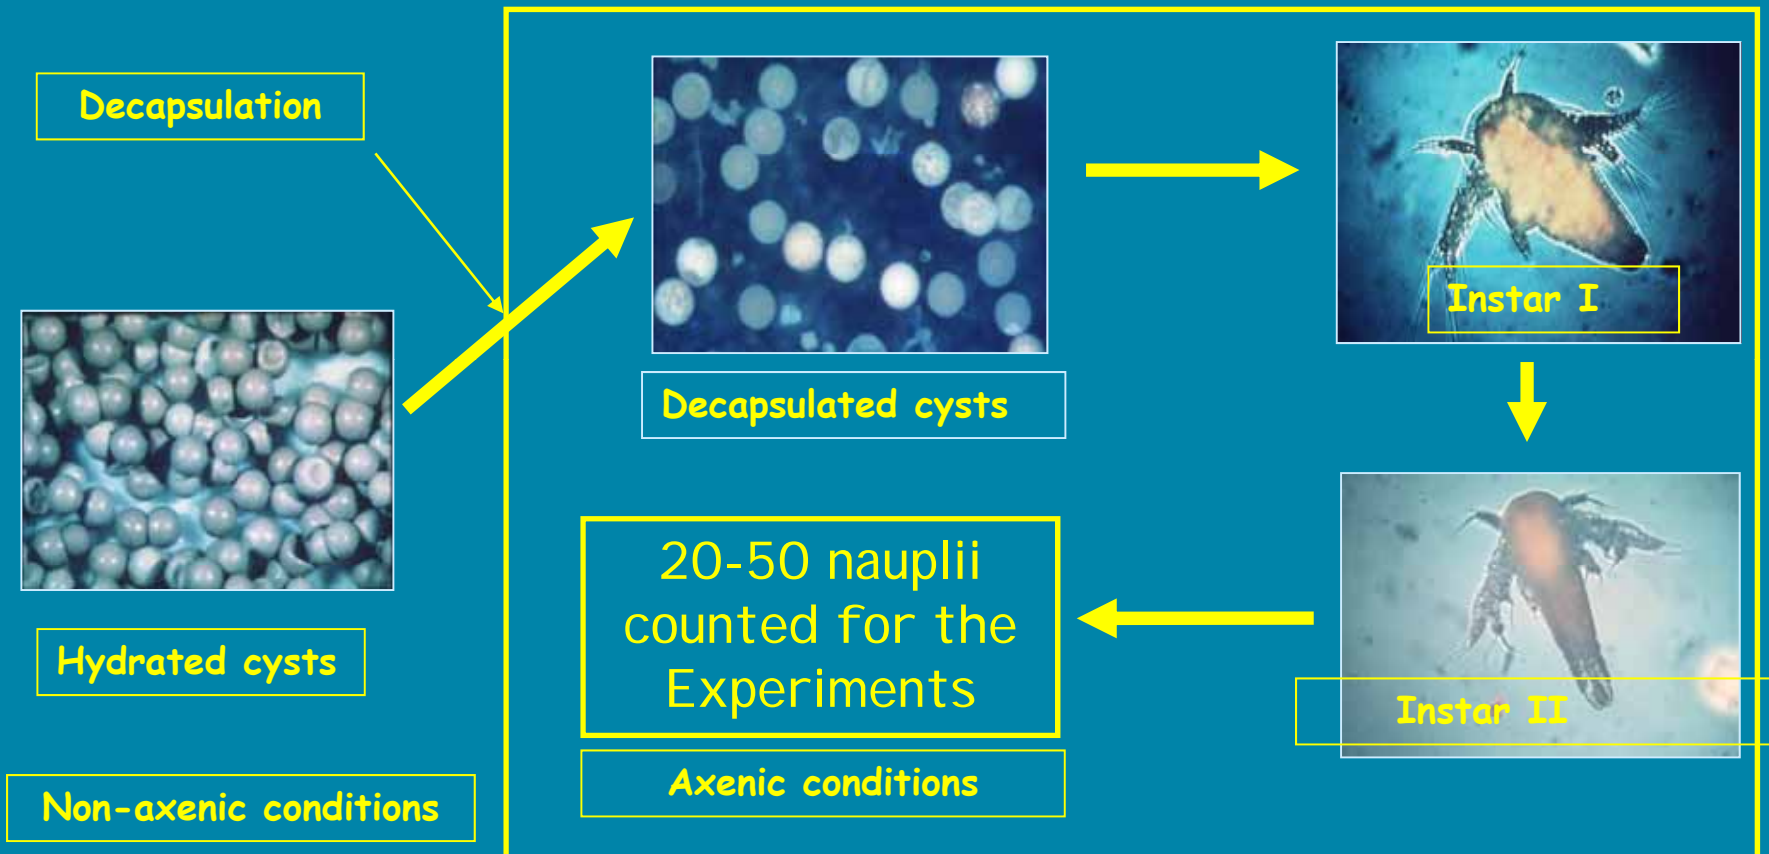 Decapsulation
Hydrated cysts
Non-axenic conditions
Decapsulated cysts
Instar I
Instar II
20-50 nauplii
counted for the
Experiments
Axenic conditions